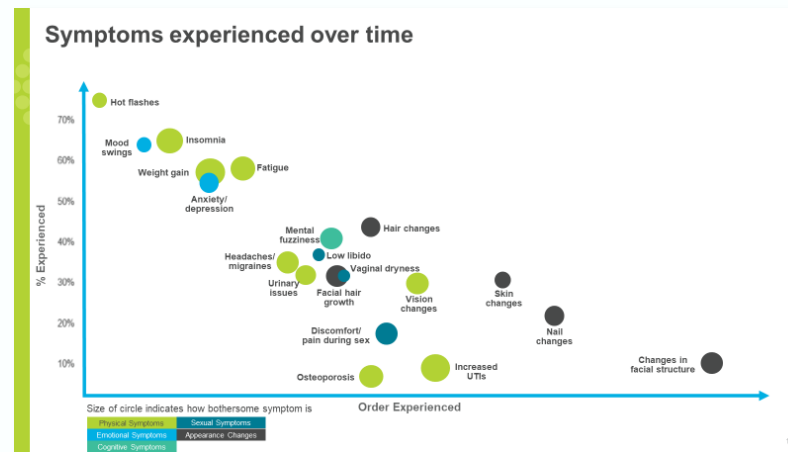 Symptoms experienced over time
% Experienced
70%
60%
50%
40%
30%
20%
10%
Hot flashes
Mood
swings
Insomnia
Weight gain
Fatigue
Anxiety/
depression
Mental
fuzziness
Hair changes
Headaches/
migraines
Low libido
Vaginal dryness
Urinary
issues
Facial hair
growth
Vision
changes
Skin
changes
Nail
changes
Discomfort/
pain during sex
Osteoporosis
Increased
UTIs
Changes in
facial structure
Order Experienced
Size of circle indicates how bothersome symptom is
Physical Symptoms
Sexual Symptoms
Emotional Symptoms
Appearance Changes
Cognitive Symptoms